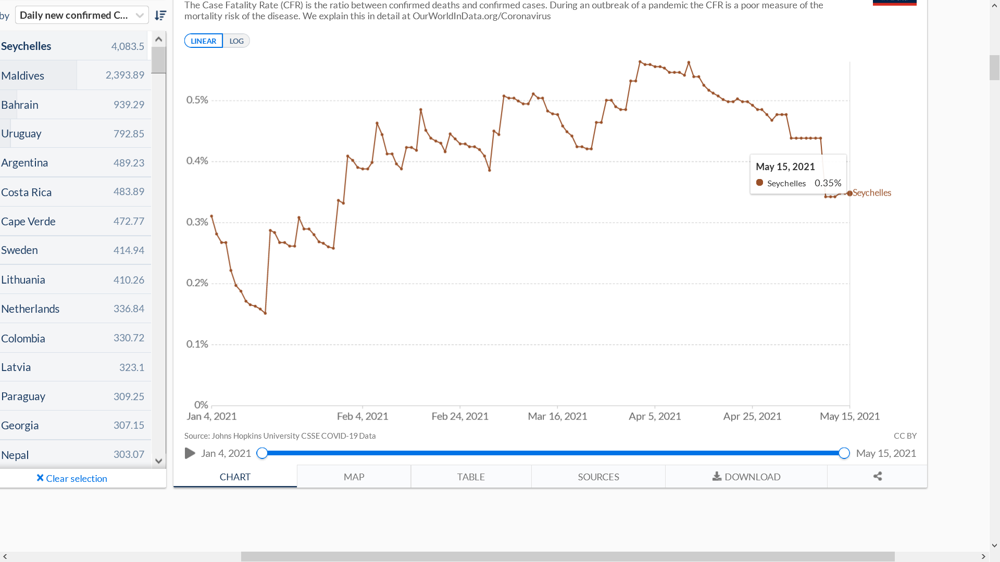 The Case Fatality Rate (CFR) is the ratio between confirmed deaths and confirmed cases. During an outbreak of a pandemic the CFR is a poor measure of the
mortality risk of the disease. We explain this in detail at OurWorldInData.org/Coronavirus
by Daily new confirmed C...
LINEAR LOG
Seychelles 4,083.5
Maldives 2,393.89
Bahrain 939.29
Uruguay 792.85
Argentina 489.23
Costa Rica 483.89
Cape Verde 472.77
Sweden 414.94
Lithuania 410.26
Netherlands 336.84
Colombia 330.72
Latvia 323.1
Paraguay 309.25
Georgia 307.15
Nepal 303.07
Clear selection
0.5%
0.4%
0.3%
0.2%
0.1%
0%
May 15, 2021
Seychelles 0.35%
Seychelles
Jan 4, 2021 Feb 4, 2021 Feb 24, 2021 Mar 16, 2021 Apr 5, 2021 Apr 25, 2021 May 15, 2021
Source: Johns Hopkins University CSSE COVID-19 Data CC BY
Jan 4, 2021 May 15, 2021
CHART MAP TABLE SOURCES DOWNLOAD